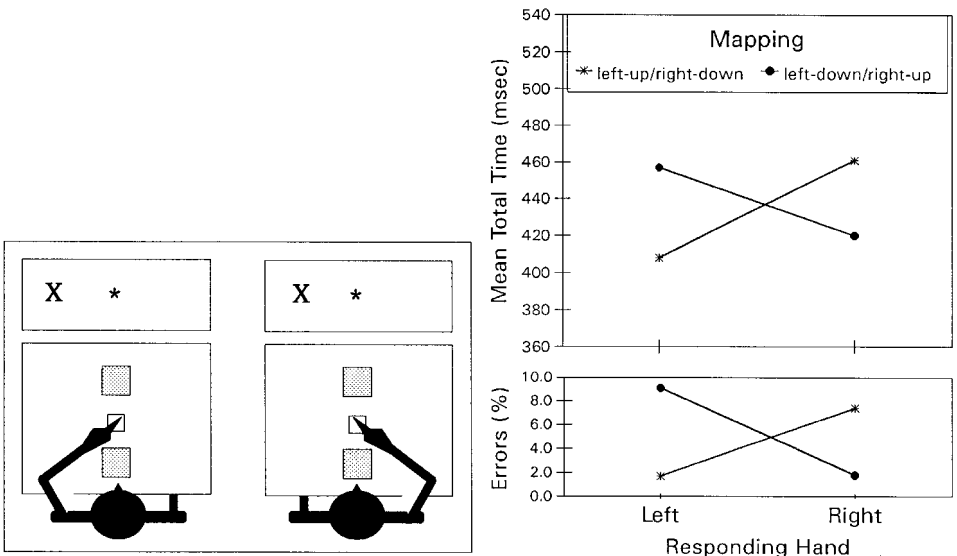 X *
X *
Mean Total Time (msec)
540
520
500
480
460
440
420
400
380
360
Mapping
left-up/right-down left-down/right-up
Errors (%)
10.0
8.0
6.0
4.0
2.0
0.0
Left Right
Responding Hand